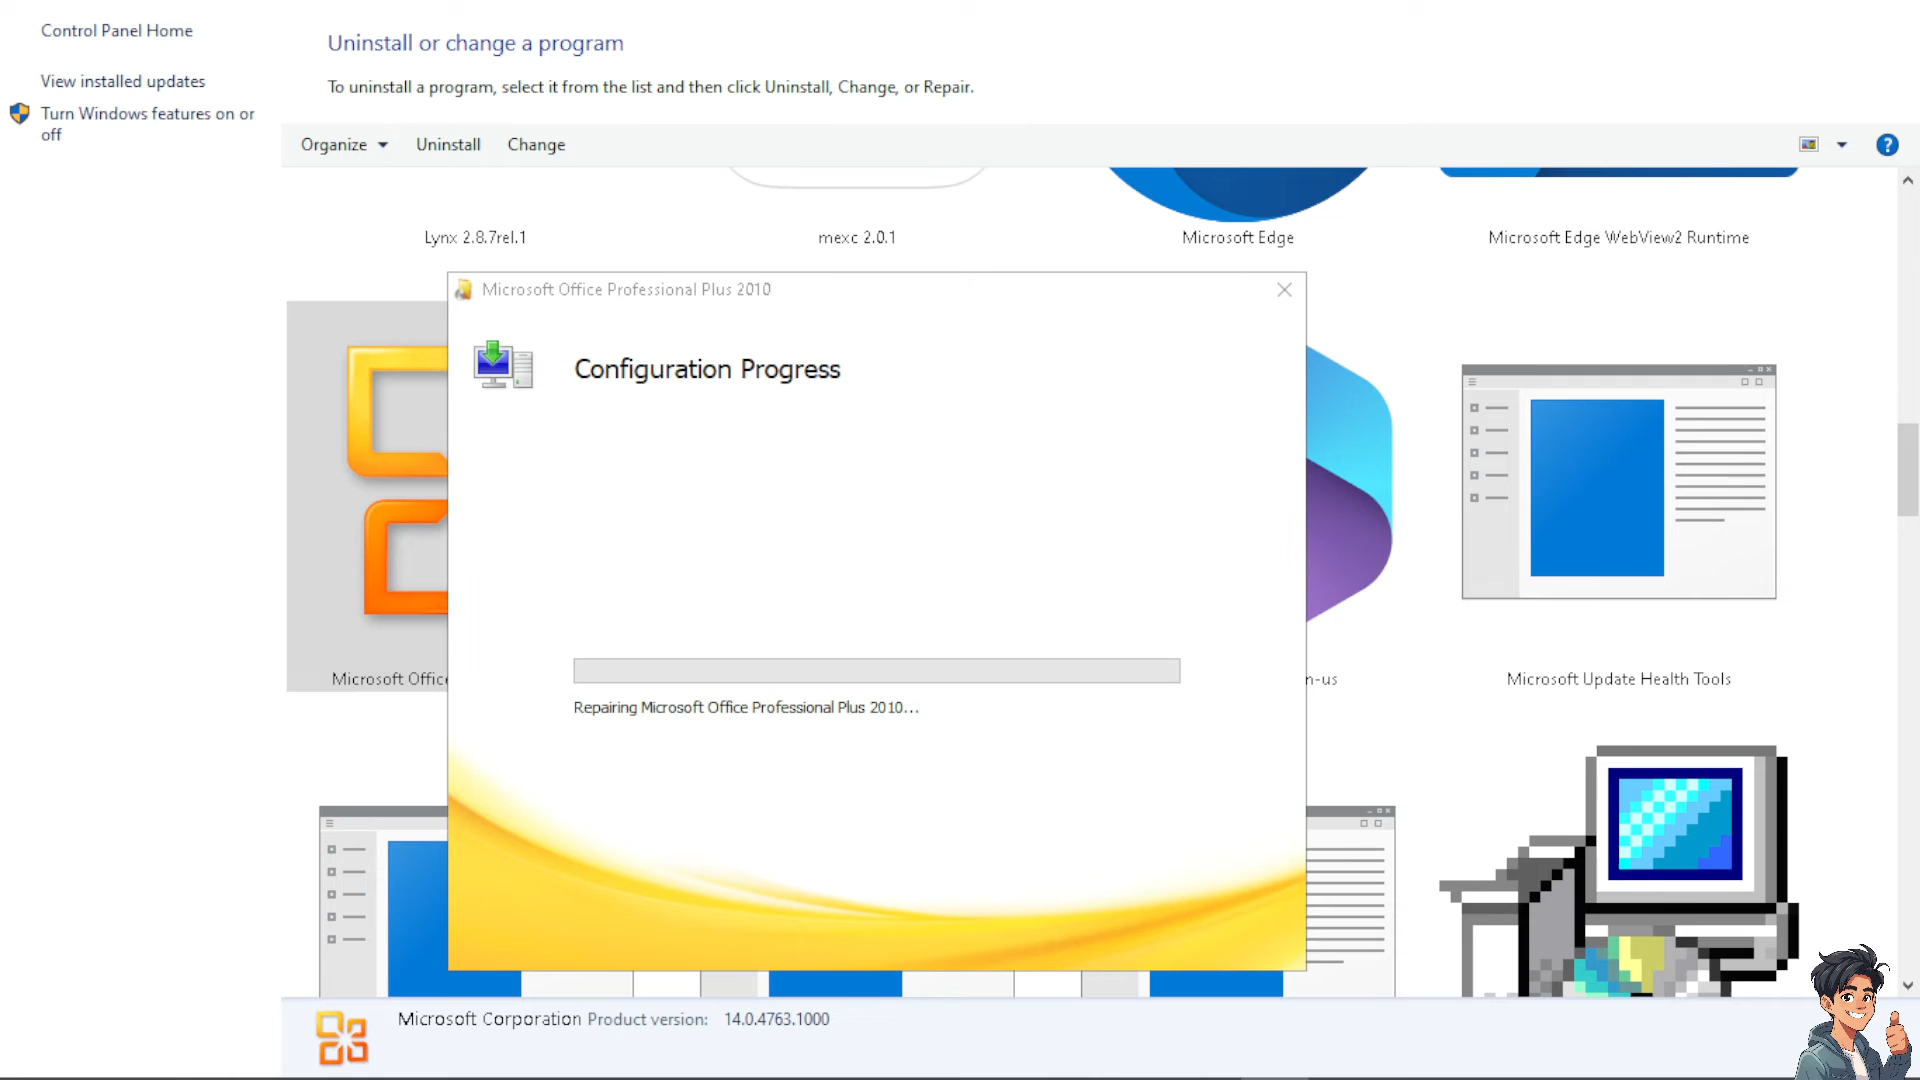 Control Panel Home
View installed updates
Turn Windows features on or
off
Uninstall or change a program
To uninstall a program, select it from the list and then click Uninstall, Change, or Repair.
Organize Uninstall Change
Lynx 2.8.7rel.1 mexc 2.0.1 Microsoft Edge Microsoft Edge WebView2 Runtime
Microsoft Office Professional Plus 2010
Configuration Progress
Repairing Microsoft Office Professional Plus 2010...
Microsoft Office n-us Microsoft Update Health Tools
Microsoft Corporation Product version: 14.0.4763.1000